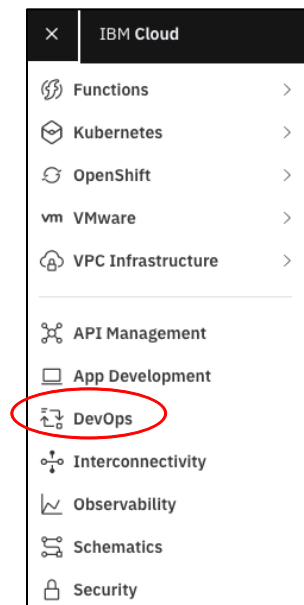 IBM Cloud
Functions
Kubernetes
OpenShift
vm VMware
VPC Infrastructure
API Management
App Development
DevOps
Interconnectivity
Observability
Schematics
Security